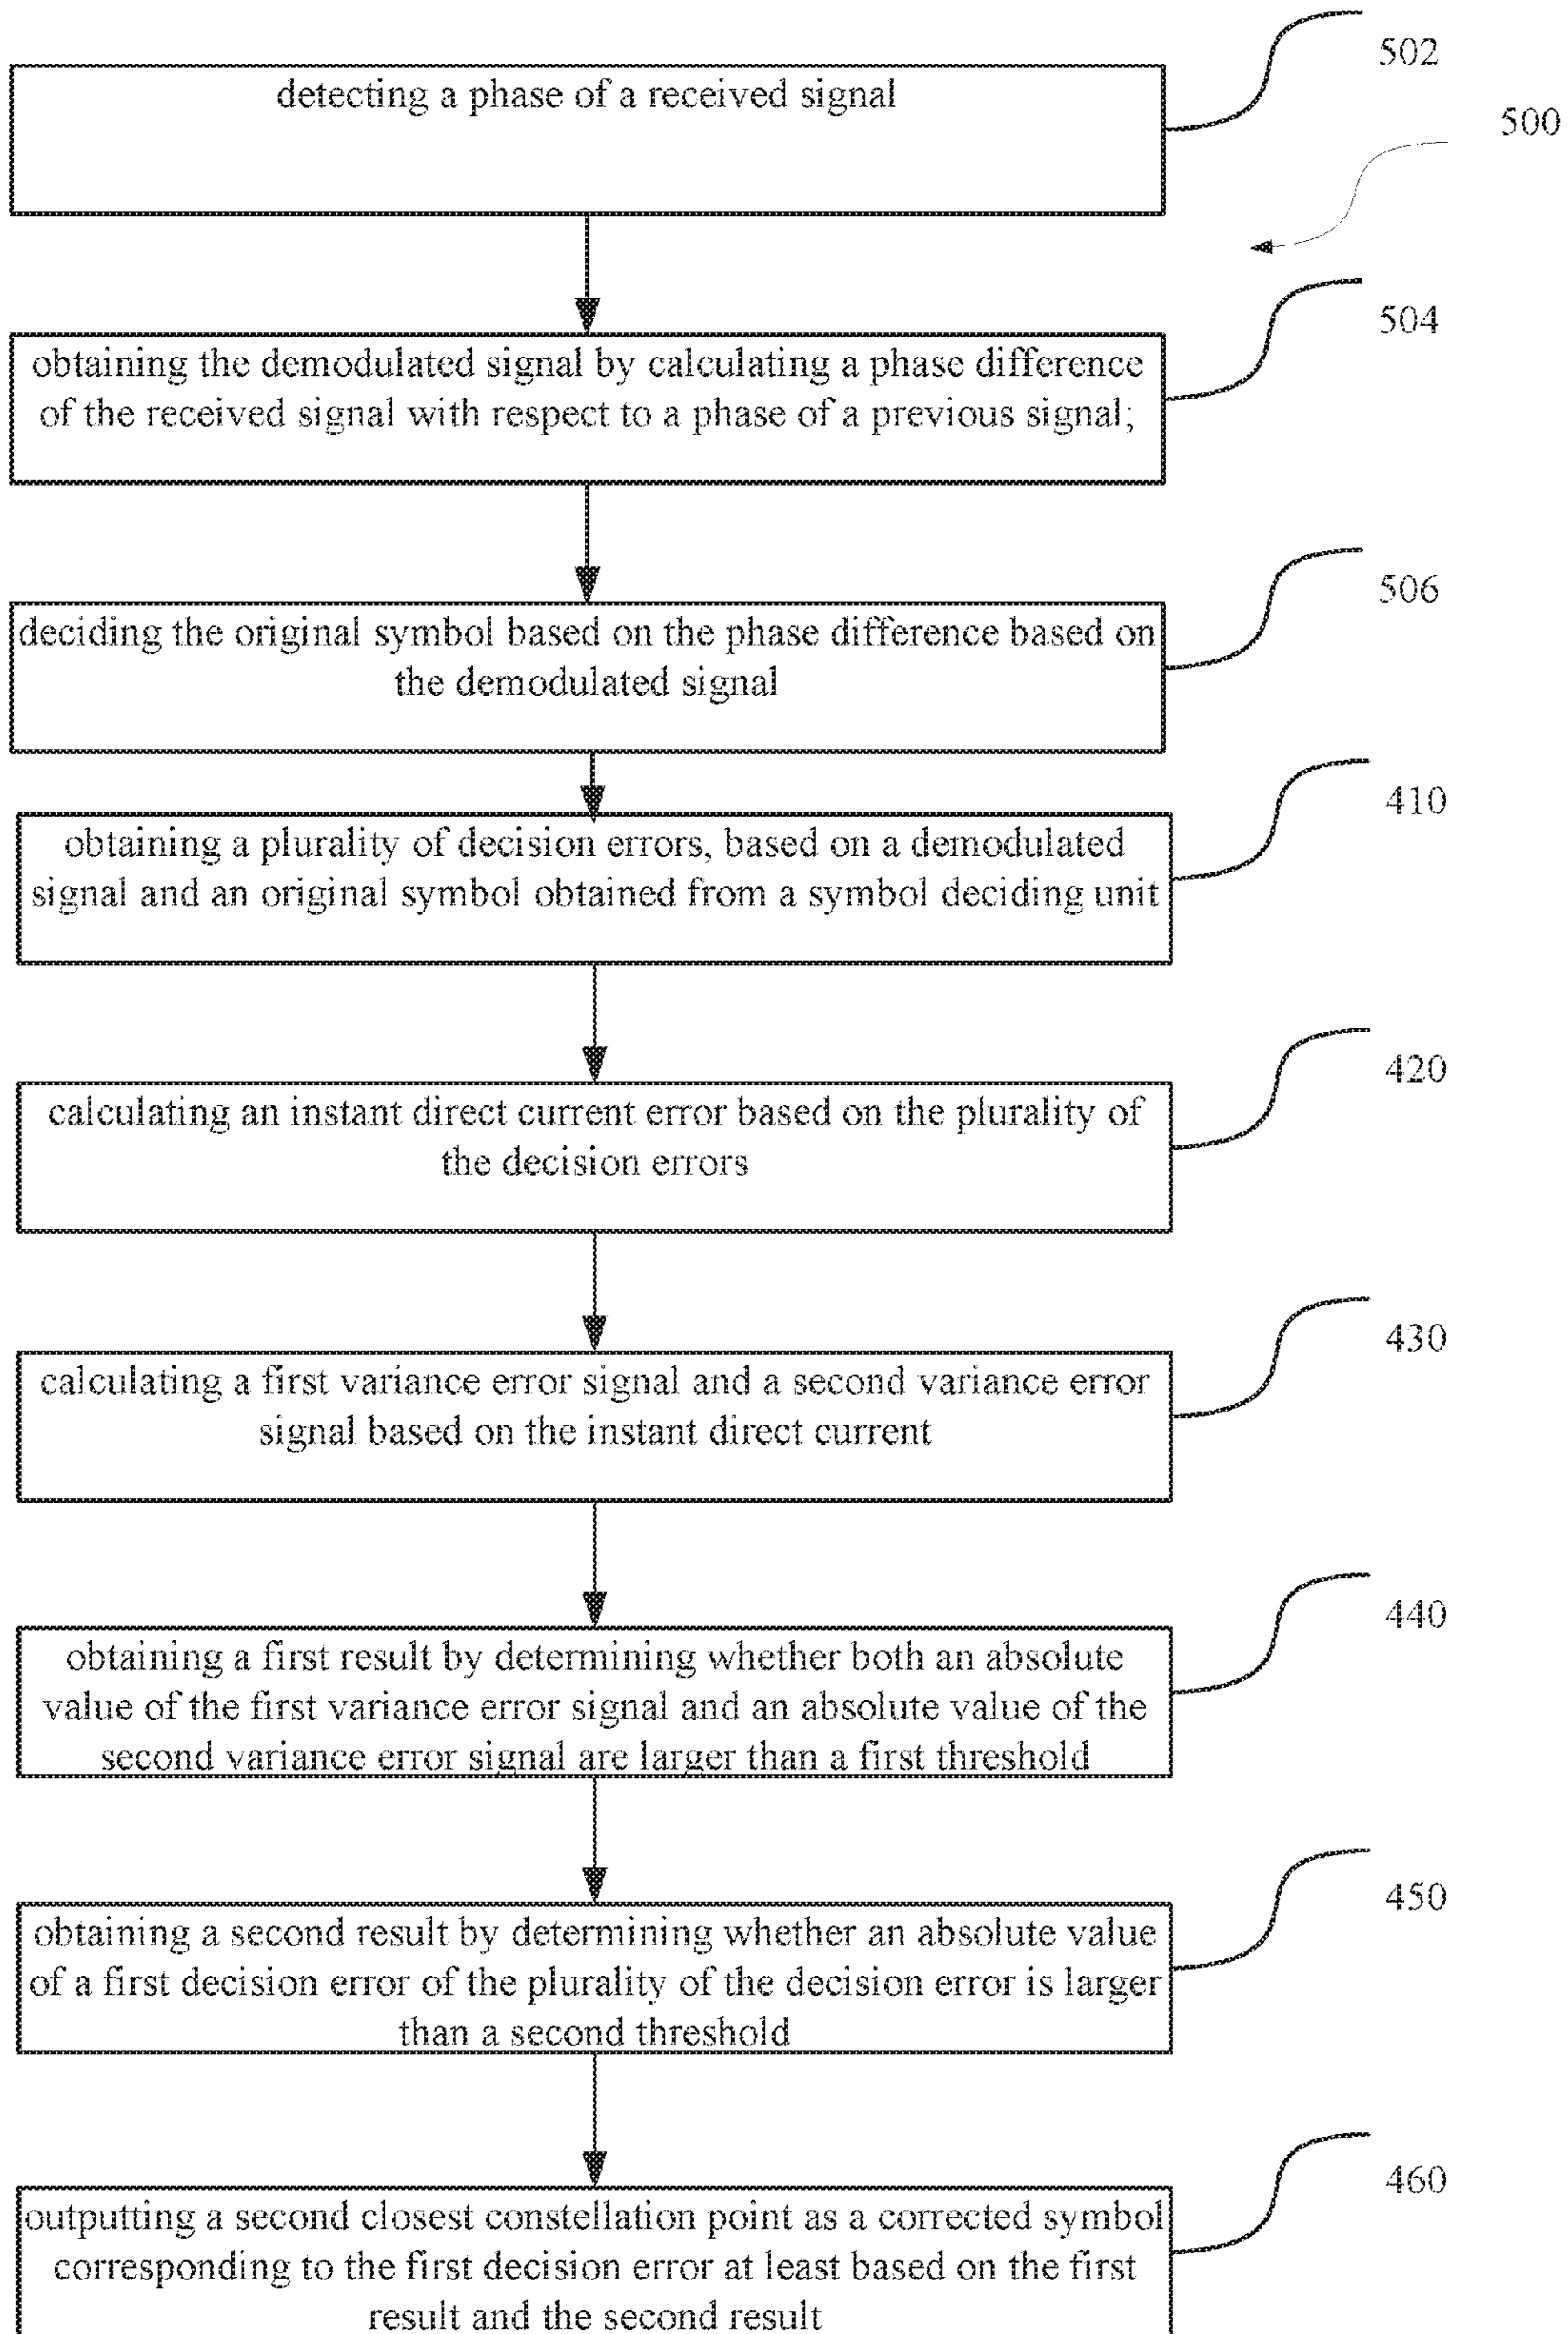 502
detecting a phase of a received signal
500
504
obtaining the demodulated signal by calculating a phase difference
of the received signal with respect to a phase of a previous signal;
506
deciding the original symbol based on the phase difference based on
the demodulated signal
410
obtaining a plurality of decision errors, based on a demodulated
signal and an original symbol obtained from a symbol deciding unit
420
calculating an instant direct current error based on the plurality of
the decision errors
430
calculating a first variance error signal and a second variance error
signal based on the instant direct current
440
obtaining a first result by determining whether both an absolute
value of the first variance error signal and an absolute value of the
second variance error signal are larger than a first threshold
450
obtaining a second result by determining whether an absolute value
of a first decision error of the plurality of the decision error is larger
than a second threshold
460
outputting a second closest constellation point as a corrected symbol
corresponding to the first decision error at least based on the first
result and the second result